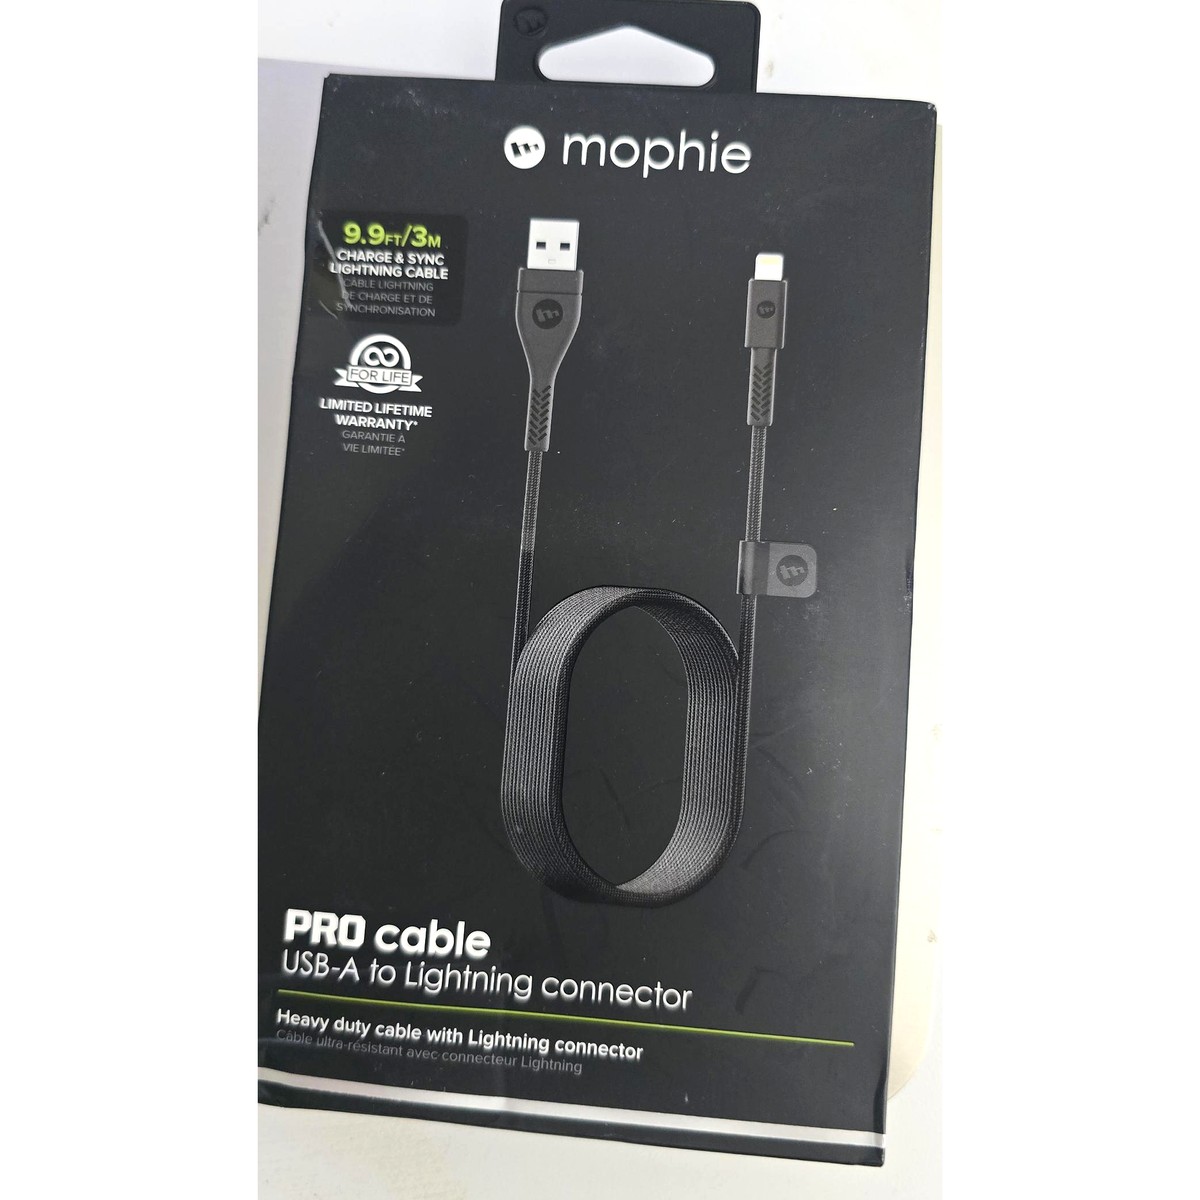 mophie
9.9FT/3M
CHARGE & SYNC
LIGHTNING CABLE
CÂBLE LIGHTNING
DE CHARGE ET DE
SYNCHRONISATION
FOR LIFE
LIMITED LIFETIME
WARRANTY*
GARANTIE À
VIE LIMITÉE*
PRO cable
USB-A to Lightning connector
Heavy duty cable with Lightning connector
Câble ultra-résistant avec connecteur Lightning